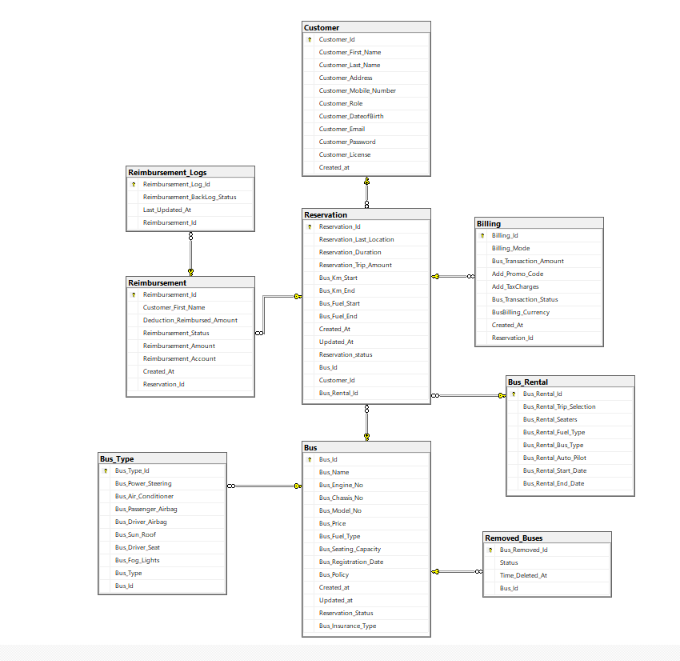 Customer
Customer_Id
Customer_First_Name
Customer_Last_Name
Customer_Address
Customer_Mobile_Number
Customer_Role
Customer_DateofBirth
Customer_Email
Customer_Password
Customer_License
Created_at
Reimbursement_Logs
Reimbursement_Log_Id
Reimbursement_BackLog_Status
Last_Updated_At
Reimbursement_Id
Reservation
Reservation_Id
Reservation_Last_Location
Reservation_Duration
Reservation_Trip_Amount
Bus_Km_Start
Bus_Km_End
Bus_Fuel_Start
Bus_Fuel_End
Created_At
Updated_At
Reservation_status
Bus_Id
Customer_Id
Bus_Rental_Id
Billing
Billing_Id
Billing_Mode
Bus_Transaction_Amount
Add_Promo_Code
Add_TaxCharges
Bus_Transaction_Status
BusBilling_Currency
Created_At
Reservation_Id
Reimbursement
Reimbursement_Id
Customer_First_Name
Deduction_Reimbursed_Amount
Reimbursement_Status
Reimbursement_Amount
Reimbursement_Account
Created_At
Reservation_Id
Bus_Rental
Bus_Rental_Id
Bus_Rental_Trip_Selection
Bus_Rental_Seaters
Bus_Rental_Fuel_Type
Bus_Rental_Bus_Type
Bus_Rental_Auto_Pilot
Bus_Rental_Start_Date
Bus_Rental_End_Date
Bus_Type
Bus_Type_Id
Bus_Power_Steering
Bus_Air_Conditioner
Bus_Passenger_Airbag
Bus_Driver_Airbag
Bus_Sun_Roof
Bus_Driver_Seat
Bus_Fog_Lights
Bus_Type
Bus_Id
Bus
Bus_Id
Bus_Name
Bus_Engine_No
Bus_Chassis_No
Bus_Model_No
Bus_Price
Bus_Fuel_Type
Bus_Seating_Capacity
Bus_Registration_Date
Bus_Policy
Created_at
Updated_at
Reservation_Status
Bus_Insurance_Type
Removed_Buses
Bus_Removed_Id
Status
Time_Deleted_At
Bus_Id